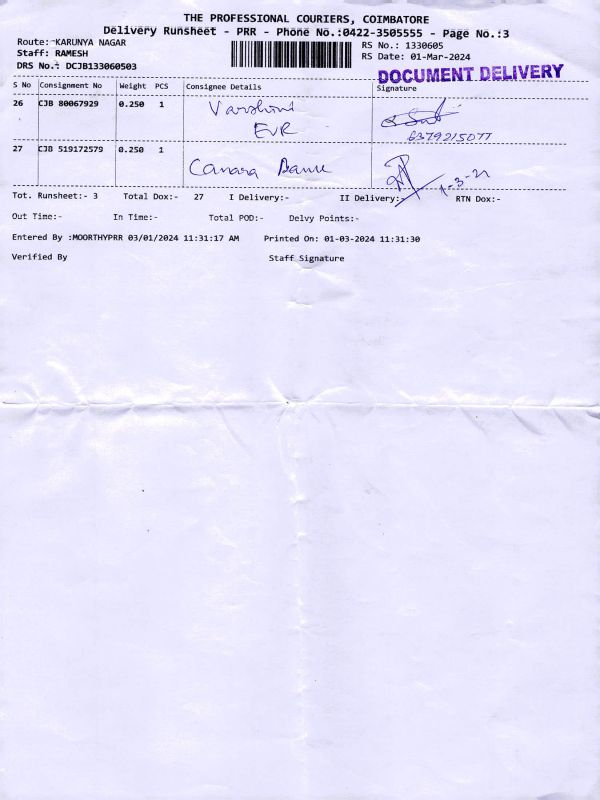 THE PROFESSIONAL COURIERS, COIMBATORE
Delivery Runsheet - PRR - Phone No.:0422-3505555 - Page No.:3
Route: KARUNYA NAGAR
RS No.: 1330605
Staff: RAMESH
RS Date: 01-Mar-2024
DRS No.: DCJB133060503
DOCUMENT DELIVERY
S No Consignment No Weight PCS Consignee Details Signature
26 CJB 80067929 0.250 1 Varshini
EVR
6379215077
27 CJB 519172579 0.250 1 Canara Bank
1-3-21
Tot. Runsheet:- 3 Total Dox:- 27 I Delivery:- II Delivery:- RTN Dox:-
Out Time:- In Time:- Total POD:- Delvy Points:-
Entered By :MOORTHYPRR 03/01/2024 11:31:17 AM Printed On: 01-03-2024 11:31:30
Verified By Staff Signature